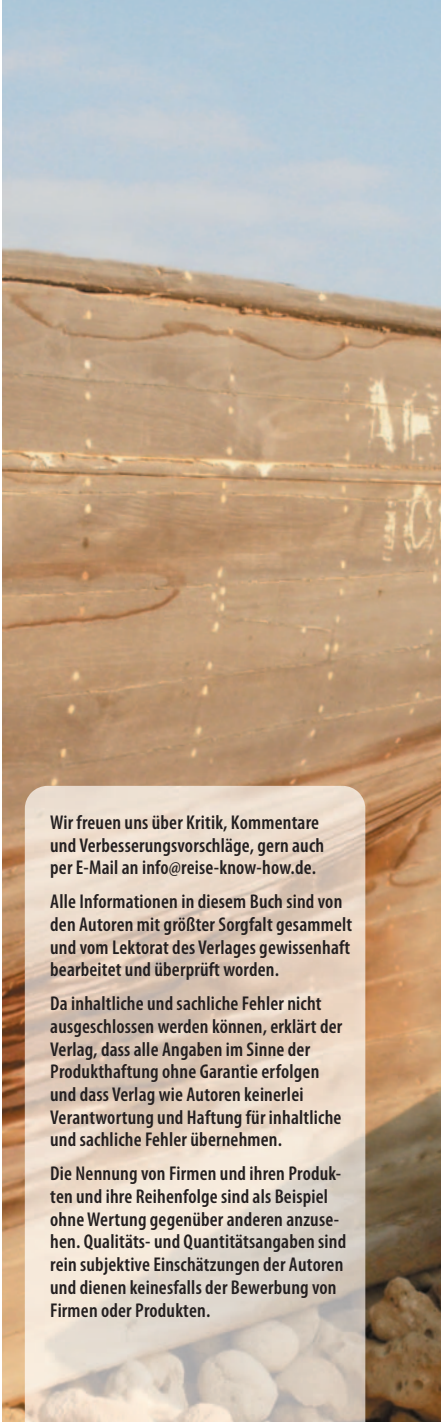 Wir freuen uns über Kritik, Kommentare
und Verbesserungsvorschläge, gern auch
per E-Mail an info@reise-know-how.de.
Alle Informationen in diesem Buch sind von
den Autoren mit größter Sorgfalt gesammelt
und vom Lektorat des Verlages gewissenhaft
bearbeitet und überprüft worden.
Da inhaltliche und sachliche Fehler nicht
ausgeschlossen werden können, erklärt der
Verlag, dass alle Angaben im Sinne der
Produkthaftung ohne Garantie erfolgen
und dass Verlag wie Autoren keinerlei
Verantwortung und Haftung für inhaltliche
und sachliche Fehler übernehmen.
Die Nennung von Firmen und ihren Produk-
ten und ihre Reihenfolge sind als Beispiel
ohne Wertung gegenüber anderen anzuse-
hen. Qualitäts- und Quantitätsangaben sind
rein subjektive Einschätzungen der Autoren
und dienen keinesfalls der Bewerbung von
Firmen oder Produkten.